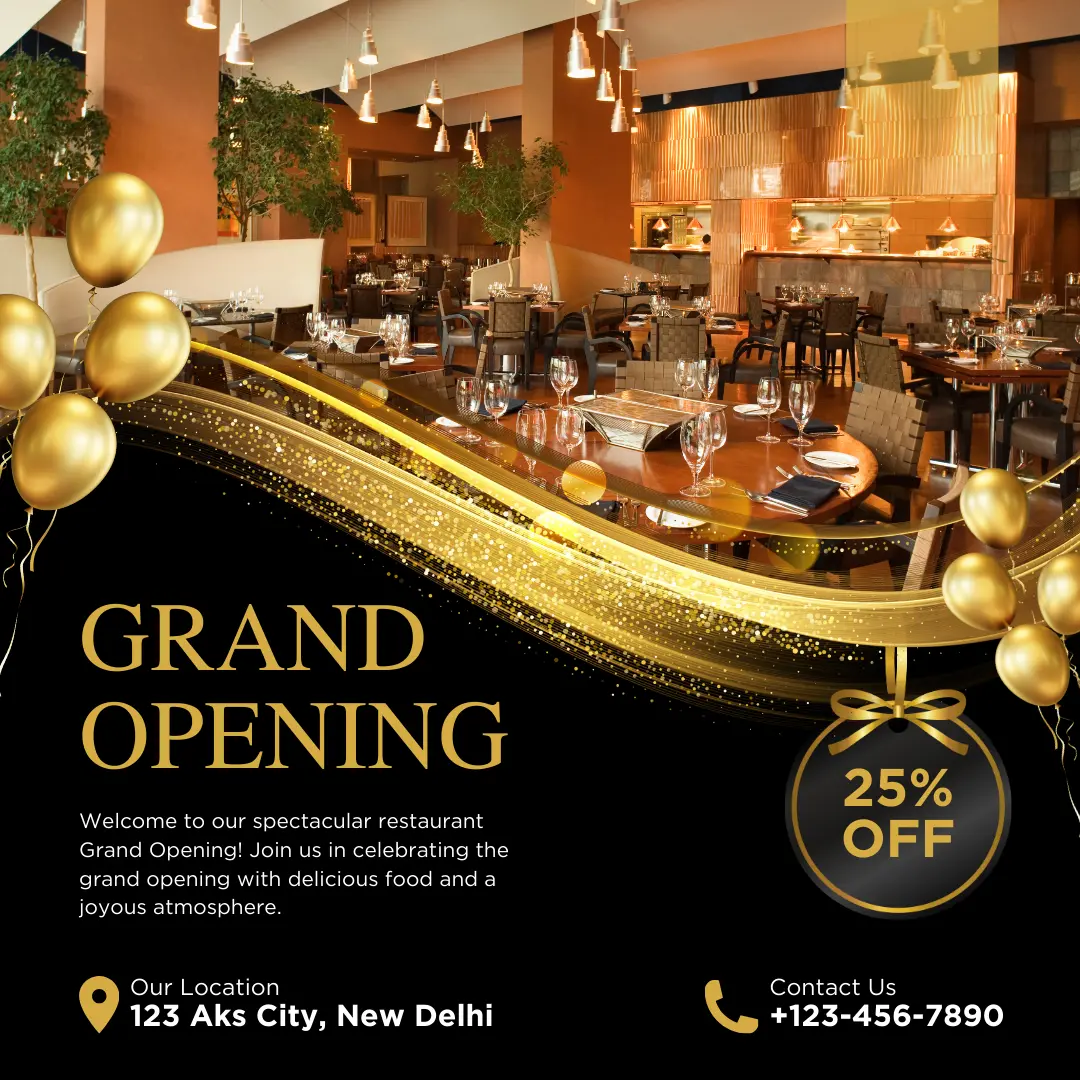 GRAND
OPENING
Welcome to our spectacular restaurant
Grand Opening! Join us in celebrating the
grand opening with delicious food and a
joyous atmosphere.
25%
OFF
Our Location
123 Aks City, New Delhi
Contact Us
+123-456-7890